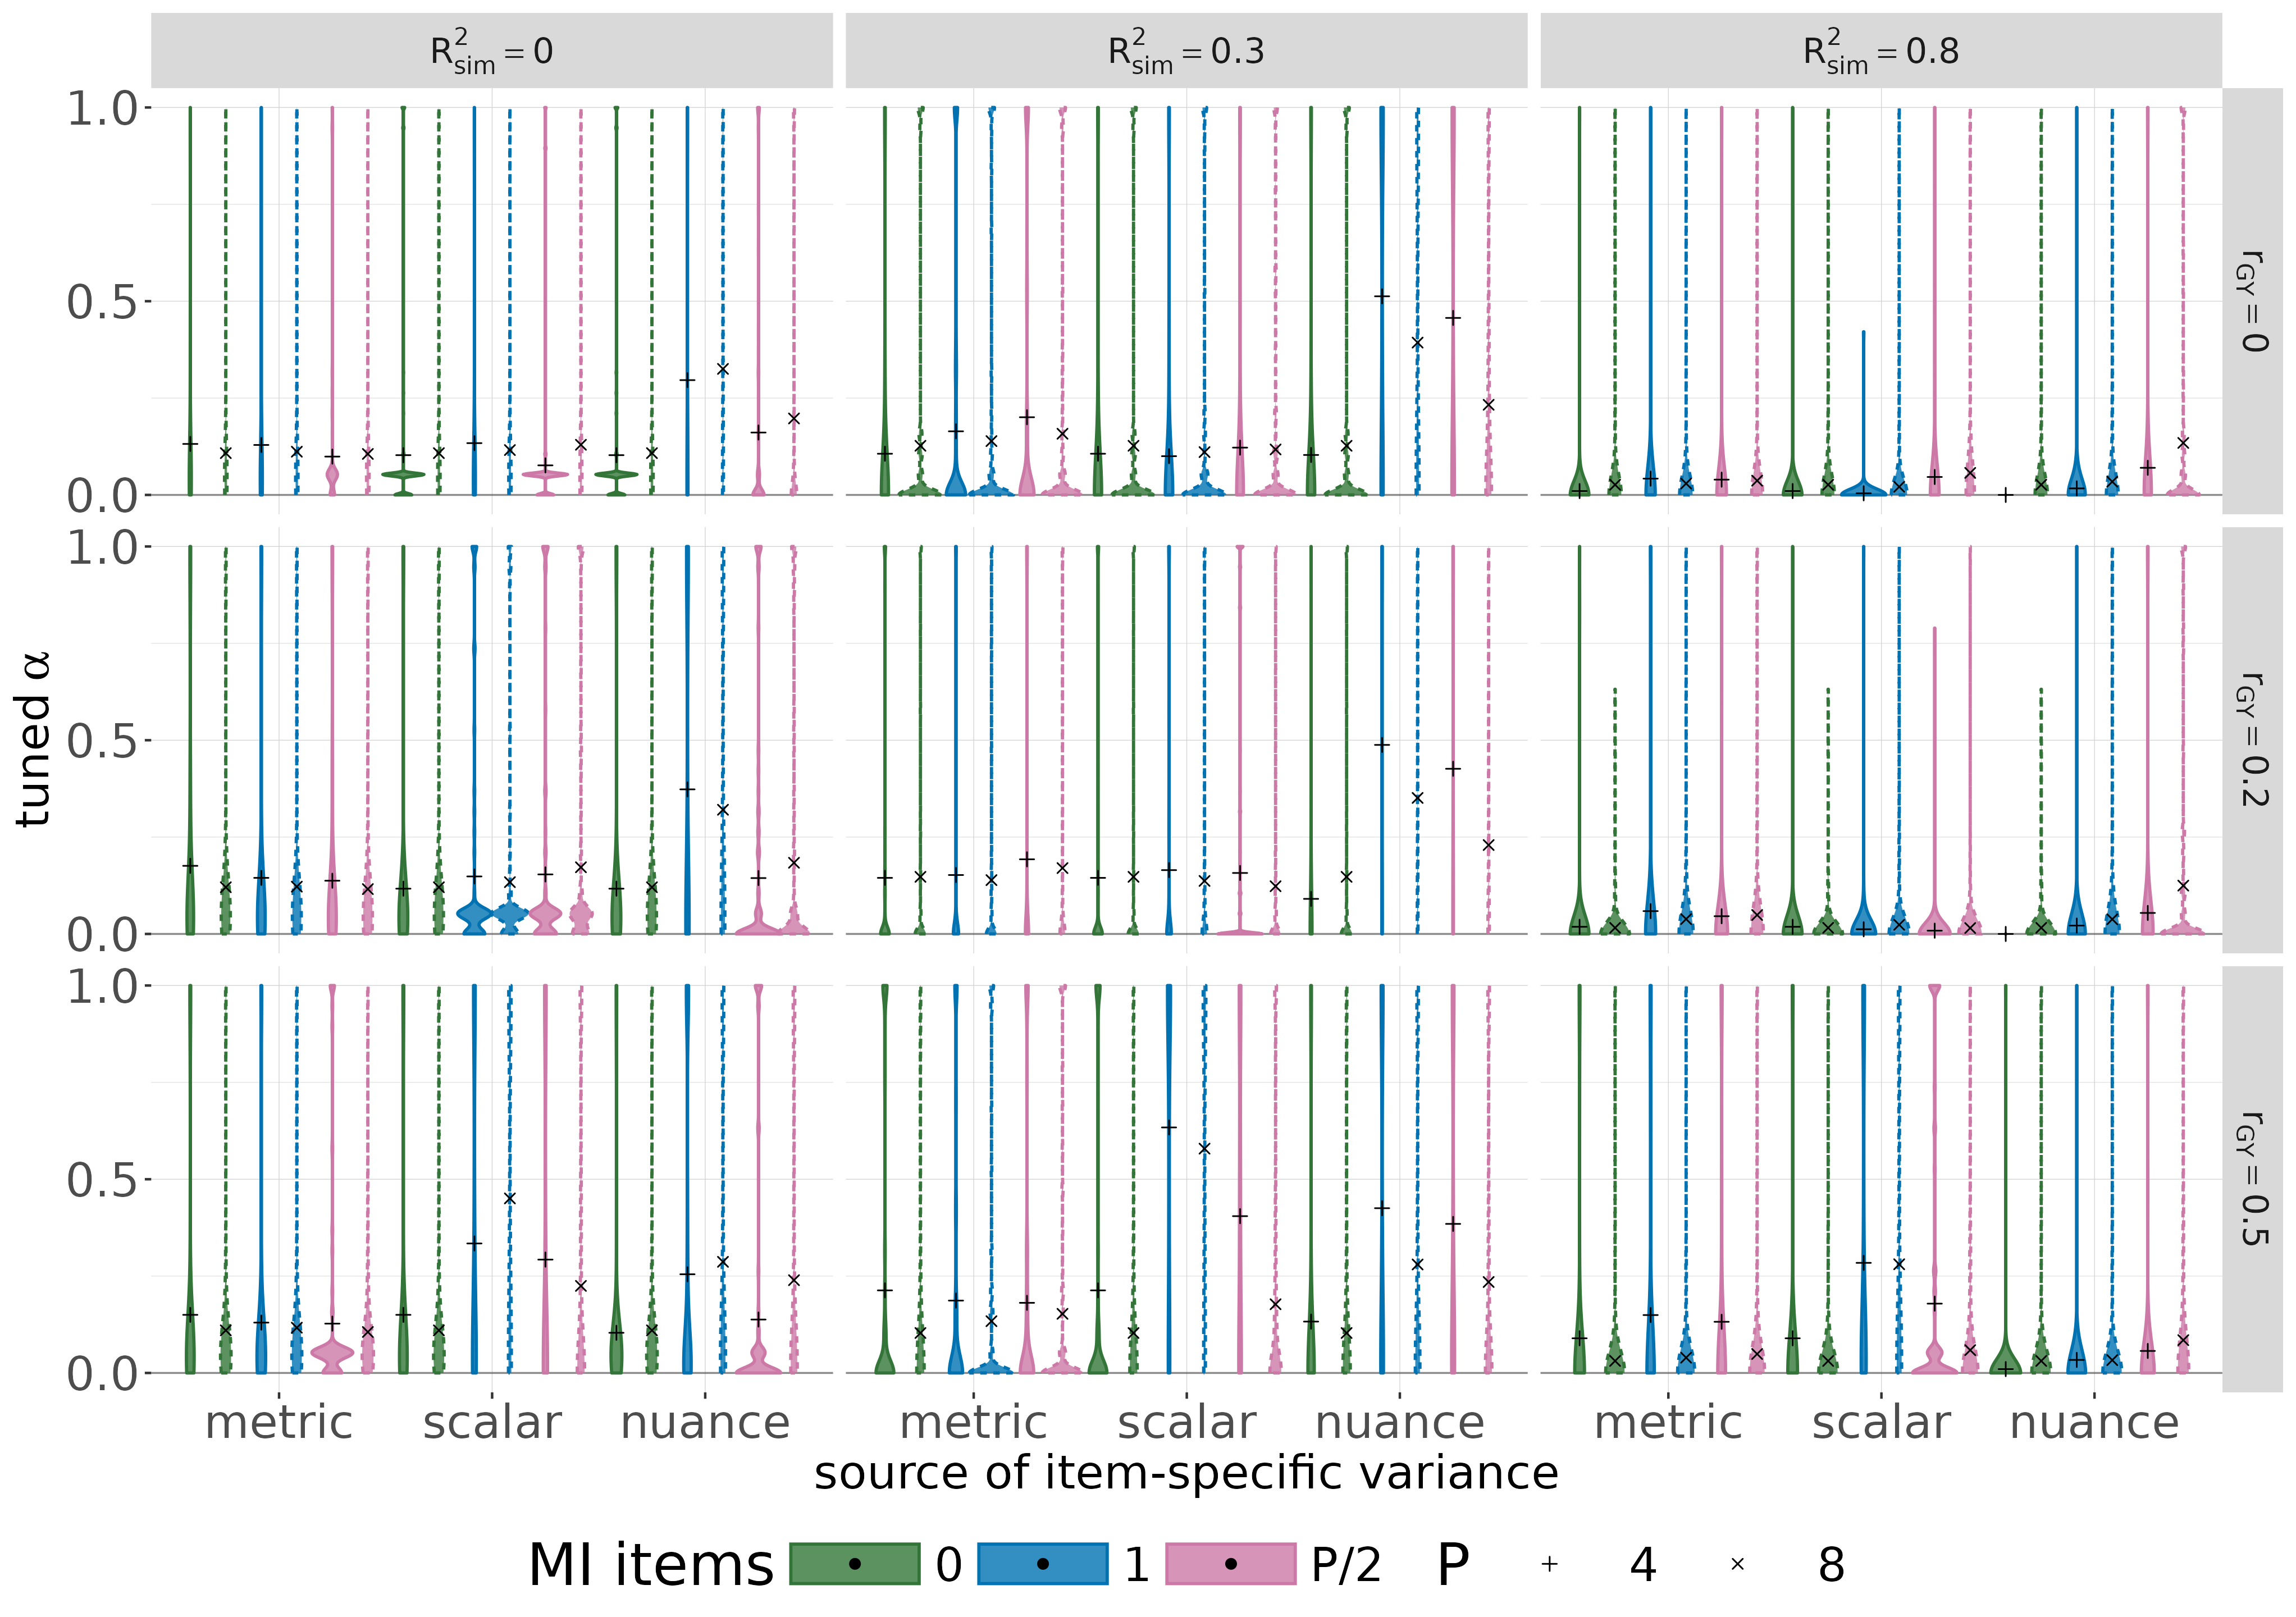 R²sim = 0
R²sim = 0.3
R²sim = 0.8
1.0
0.5
0.0
rGY = 0
1.0
0.5
0.0
rGY = 0.2
1.0
0.5
0.0
rGY = 0.5
tuned α
metric scalar nuance
metric scalar nuance
metric scalar nuance
source of item-specific variance
MI items 0 1 P/2 P + 4 × 8